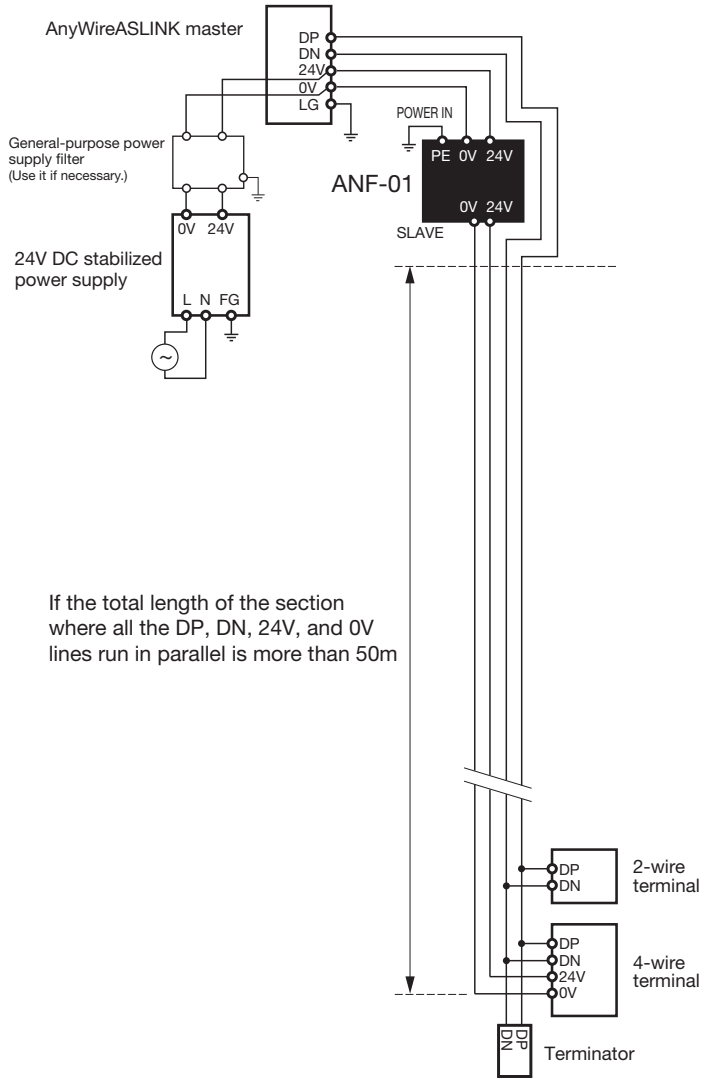 AnyWireASLINK master
DP
DN
24V
0V
LG
General-purpose power
supply filter
(Use it if necessary.)
POWER IN
PE 0V 24V
ANF-01
0V 24V
SLAVE
0V 24V
24V DC stabilized
power supply
L N FG
~
If the total length of the section
where all the DP, DN, 24V, and 0V
lines run in parallel is more than 50m
DP
DN
2-wire
terminal
DP
DN
24V
0V
4-wire
terminal
DN
DP
Terminator